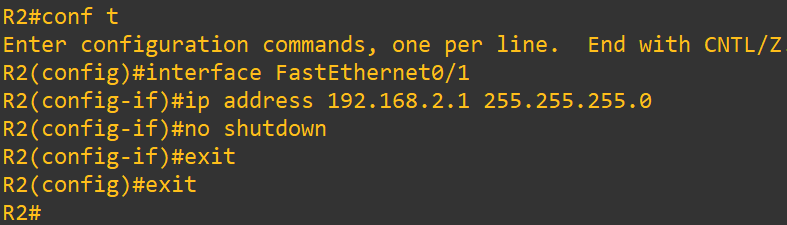 R2#conf t
Enter configuration commands, one per line.  End with CNTL/Z.
R2(config)#interface FastEthernet0/1
R2(config-if)#ip address 192.168.2.1 255.255.255.0
R2(config-if)#no shutdown
R2(config-if)#exit
R2(config)#exit
R2#